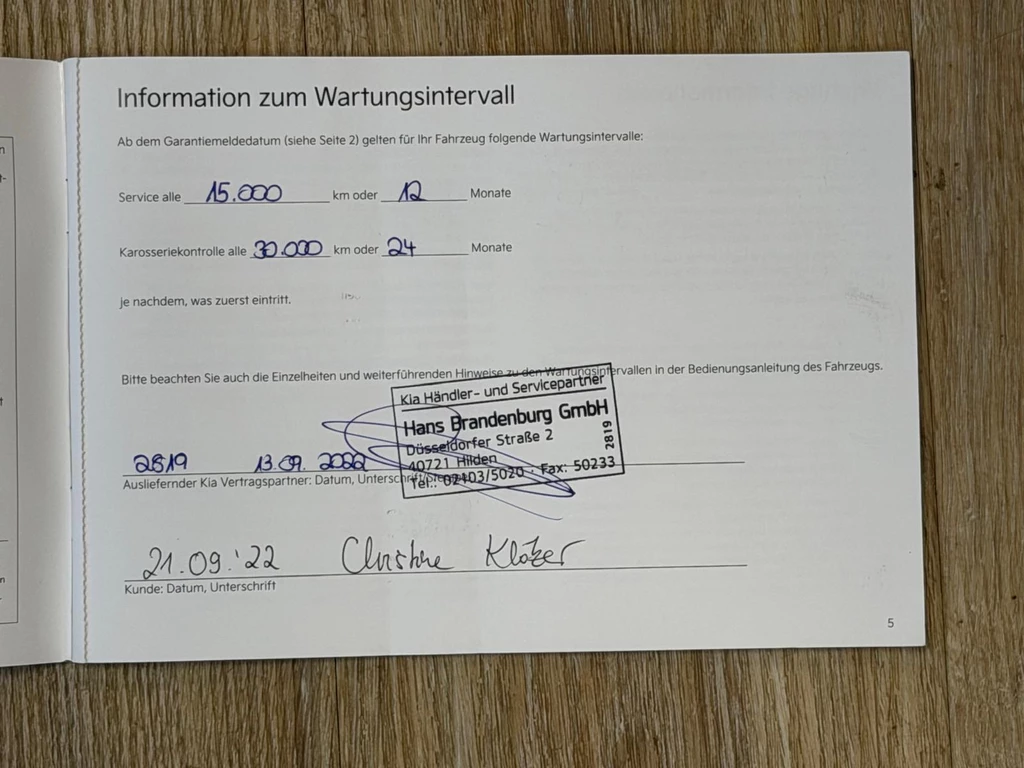 Information zum Wartungsintervall
Ab dem Garantiemeldedatum (siehe Seite 2) gelten für Ihr Fahrzeug folgende Wartungsintervalle:
Service alle 15.000 km oder 12 Monate
Karosseriekontrolle alle 30.000 km oder 24 Monate
je nachdem, was zuerst eintritt.
Bitte beachten Sie auch die Einzelheiten und weiterführenden Hinweise zu den Wartungsintervallen in der Bedienungsanleitung des Fahrzeugs.
Kia Händler- und Servicepartner
Hans Brandenburg GmbH
Düsseldorfer Straße 2
40721 Hilden
Tel.: 02103/5020 · Fax: 50233
2819
2819 13.09. 2022
Ausliefernder Kia Vertragspartner: Datum, Unterschrift
21.09.'22 Christine Klötzer
Kunde: Datum, Unterschrift
5